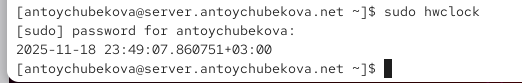 [antoychubekova@server.antoychubekova.net ~]$ sudo hwclock
[sudo] password for antoychubekova:
2025-11-18 23:49:07.860751+03:00
[antoychubekova@server.antoychubekova.net ~]$